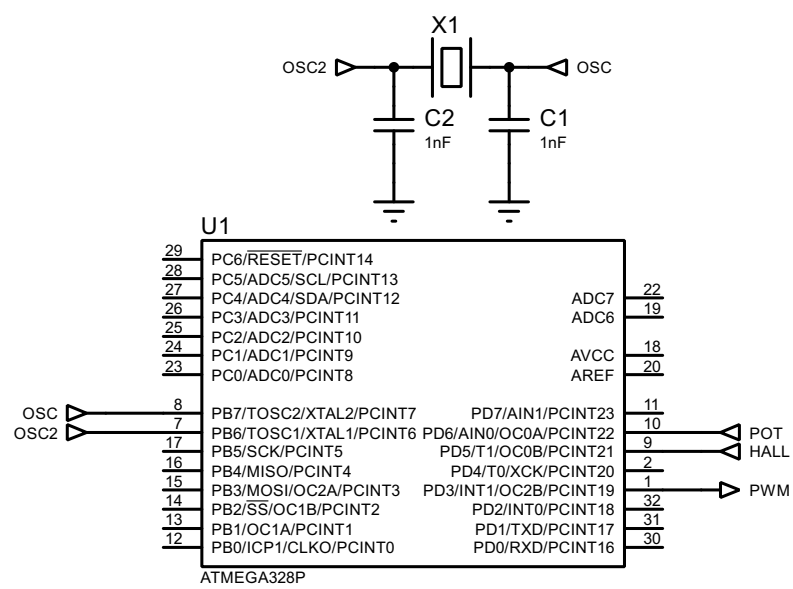 X1
OSC2
OSC
C2
1nF
C1
1nF
U1
29 PC6/RESET/PCINT14
28 PC5/ADC5/SCL/PCINT13
27 PC4/ADC4/SDA/PCINT12
ADC7 22
26 PC3/ADC3/PCINT11
ADC6 19
25 PC2/ADC2/PCINT10
24 PC1/ADC1/PCINT9
AVCC 18
23 PC0/ADC0/PCINT8
AREF 20
OSC 8 PB7/TOSC2/XTAL2/PCINT7
PD7/AIN1/PCINT23 11
OSC2 7 PB6/TOSC1/XTAL1/PCINT6
PD6/AIN0/OC0A/PCINT22 10 POT
17 PB5/SCK/PCINT5
PD5/T1/OC0B/PCINT21 9 HALL
16 PB4/MISO/PCINT4
PD4/T0/XCK/PCINT20 2
15 PB3/MOSI/OC2A/PCINT3
PD3/INT1/OC2B/PCINT19 1 PWM
14 PB2/SS/OC1B/PCINT2
PD2/INT0/PCINT18 32
13 PB1/OC1A/PCINT1
PD1/TXD/PCINT17 31
12 PB0/ICP1/CLKO/PCINT0
PD0/RXD/PCINT16 30
ATMEGA328P